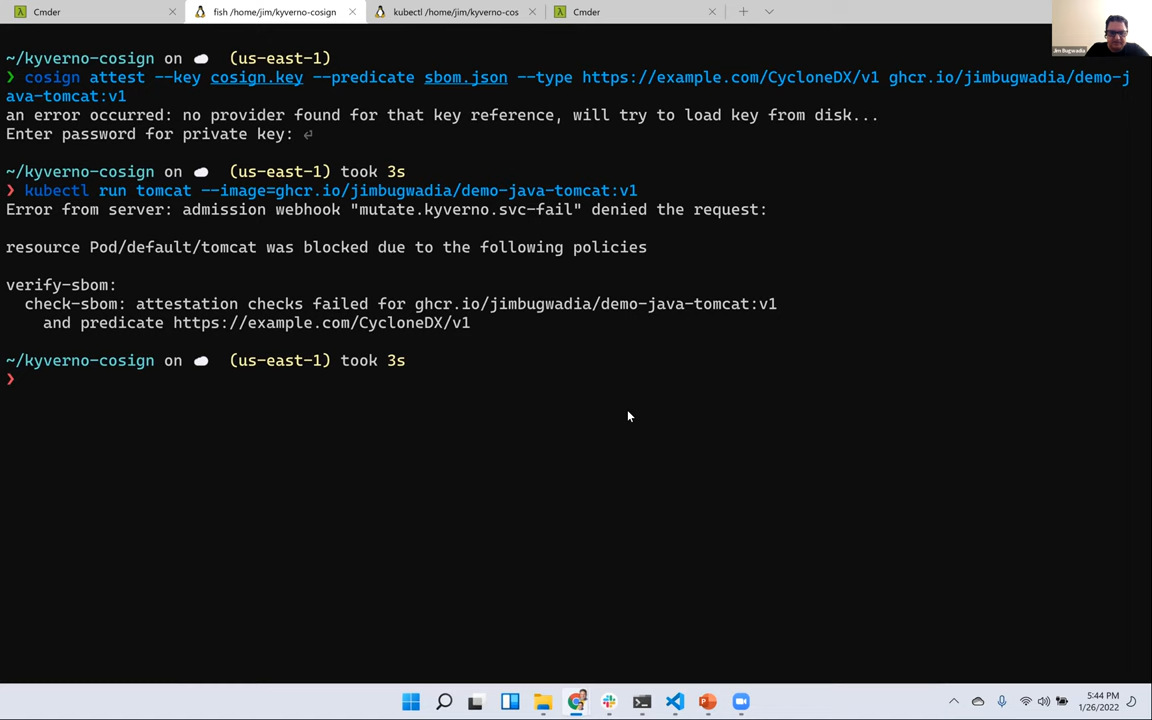 Cmder
fish /home/jim/kyverno-cosign
kubectl /home/jim/kyverno-cos
Cmder
Jim Bugwadia
~/kyverno-cosign on (us-east-1)
❯ cosign attest --key cosign.key --predicate sbom.json --type https://example.com/CycloneDX/v1 ghcr.io/jimbugwadia/demo-j
ava-tomcat:v1
an error occurred: no provider found for that key reference, will try to load key from disk...
Enter password for private key: ⏎
~/kyverno-cosign on (us-east-1) took 3s
❯ kubectl run tomcat --image=ghcr.io/jimbugwadia/demo-java-tomcat:v1
Error from server: admission webhook "mutate.kyverno.svc-fail" denied the request:
resource Pod/default/tomcat was blocked due to the following policies
verify-sbom:
check-sbom: attestation checks failed for ghcr.io/jimbugwadia/demo-java-tomcat:v1
and predicate https://example.com/CycloneDX/v1
~/kyverno-cosign on (us-east-1) took 3s
❯
5:44 PM
1/26/2022